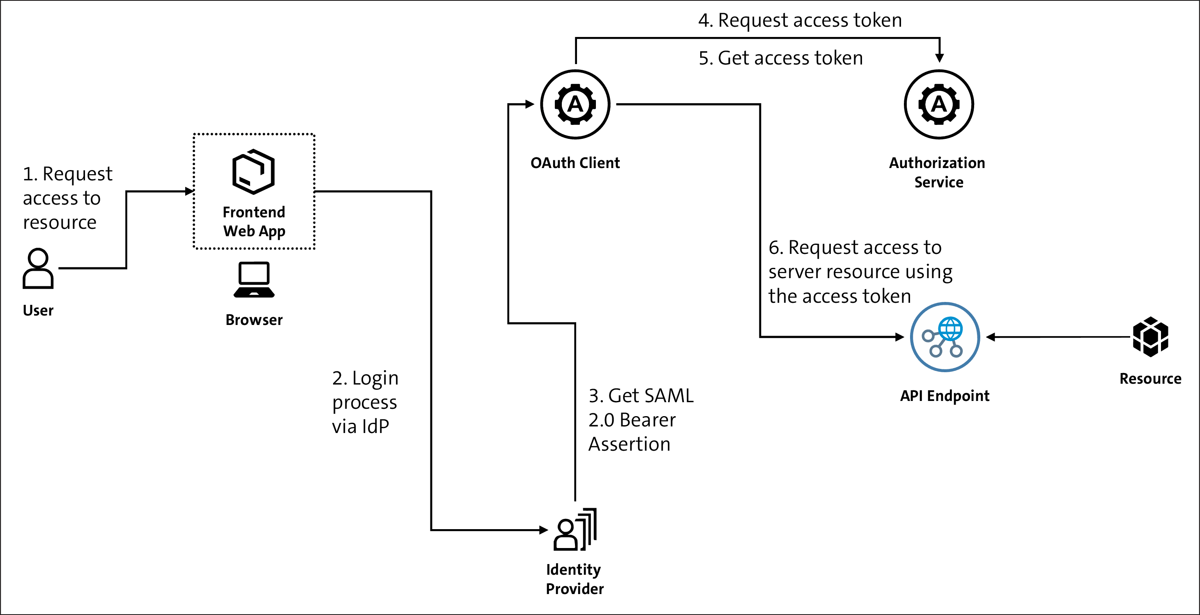 4. Request access token
5. Get access token
A
A
OAuth Client
Authorization
Service
1. Request
access to
resource
Frontend
Web App
User
Browser
6. Request access to
server resource using
the access token
API Endpoint
Resource
2. Login
process
via IdP
3. Get SAML
2.0 Bearer
Assertion
Identity
Provider